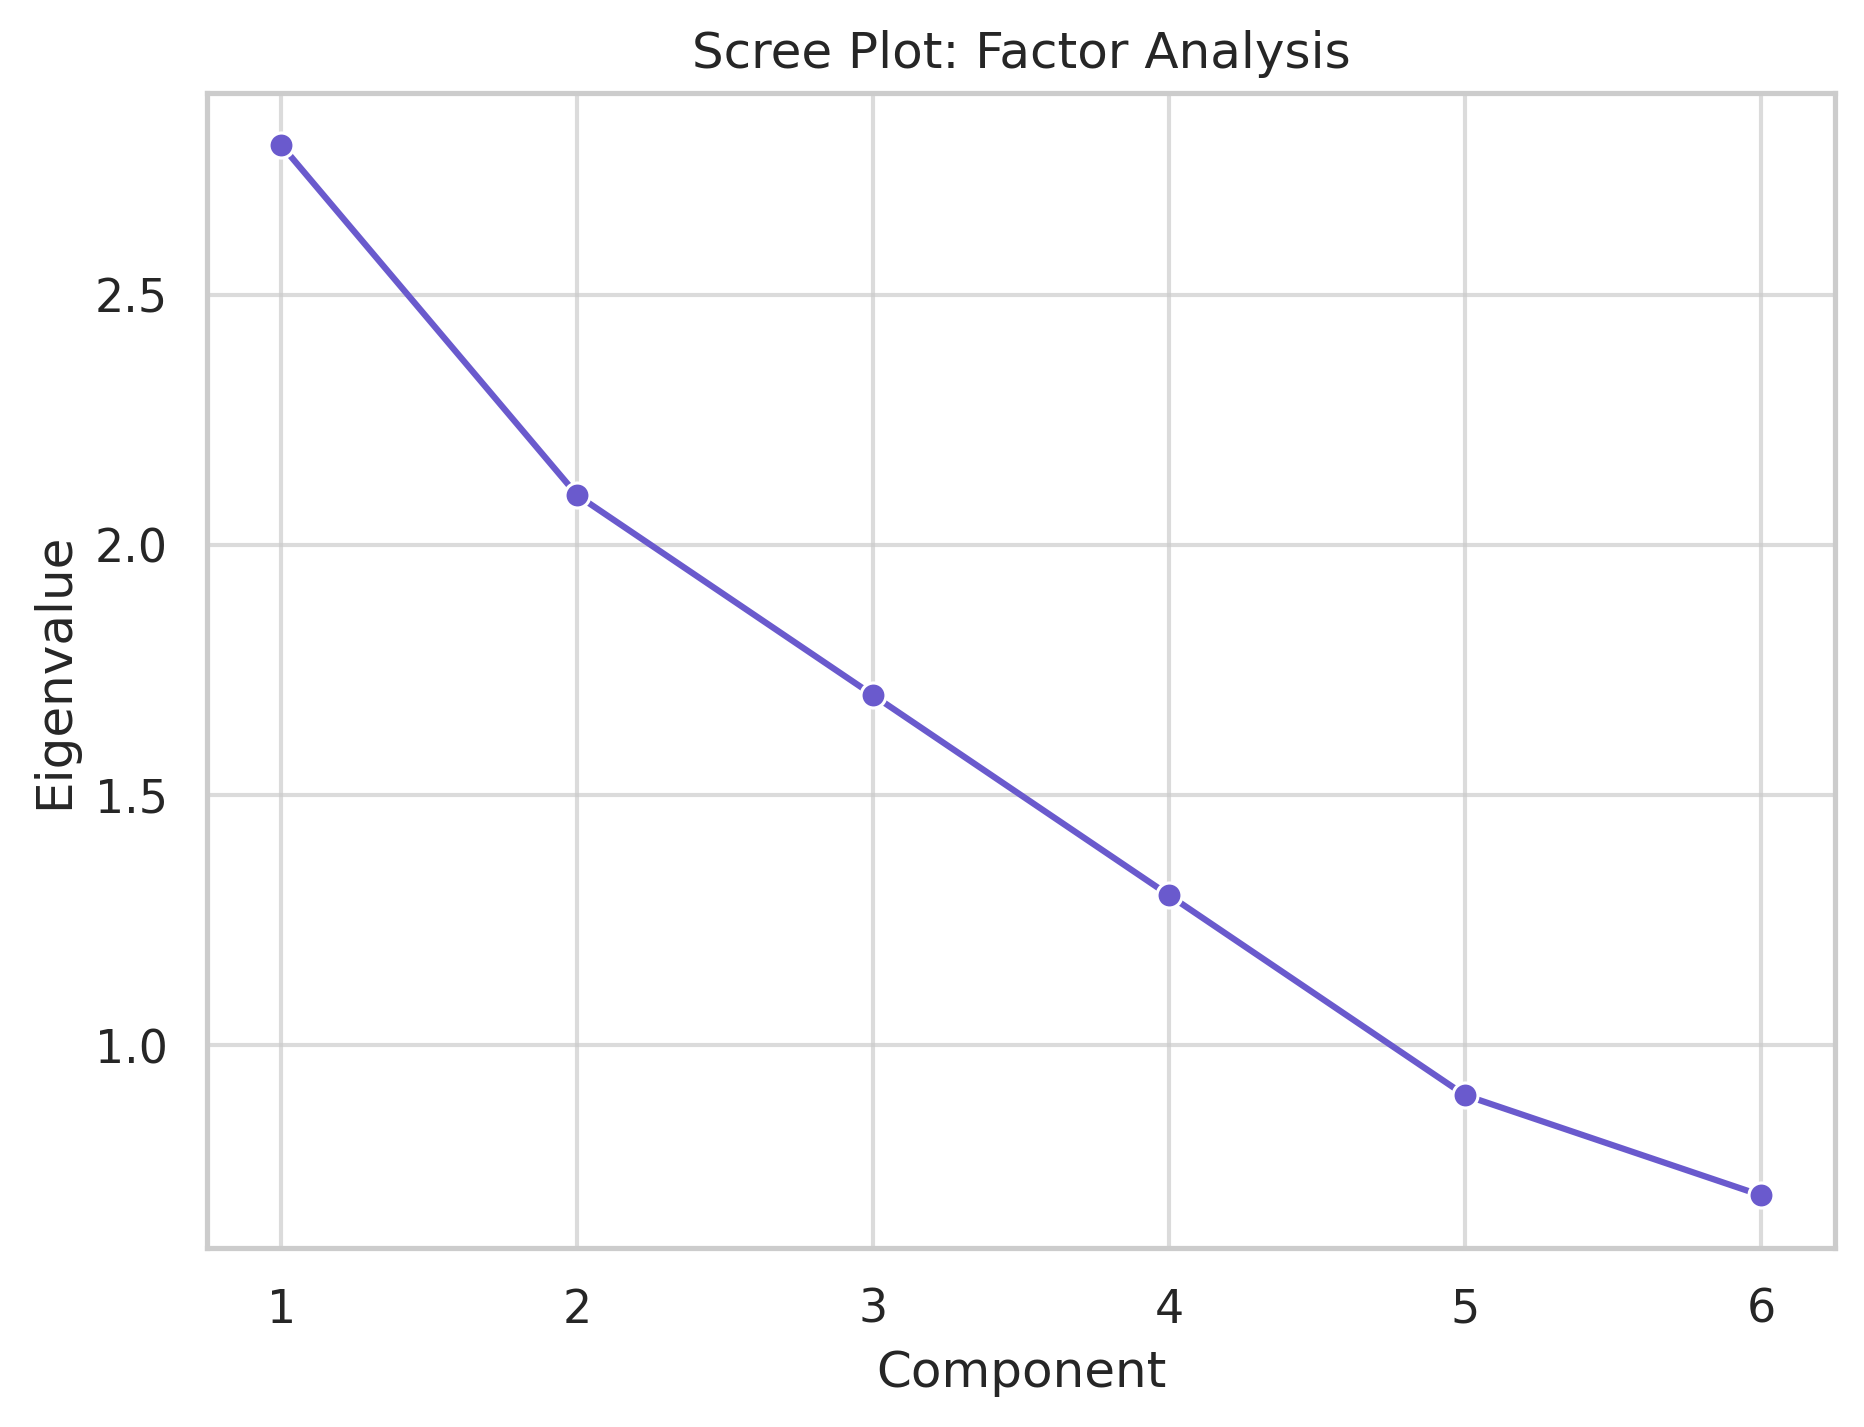 Scree Plot: Factor Analysis
Eigenvalue
2.5
2.0
1.5
1.0
1 2 3 4 5 6
Component